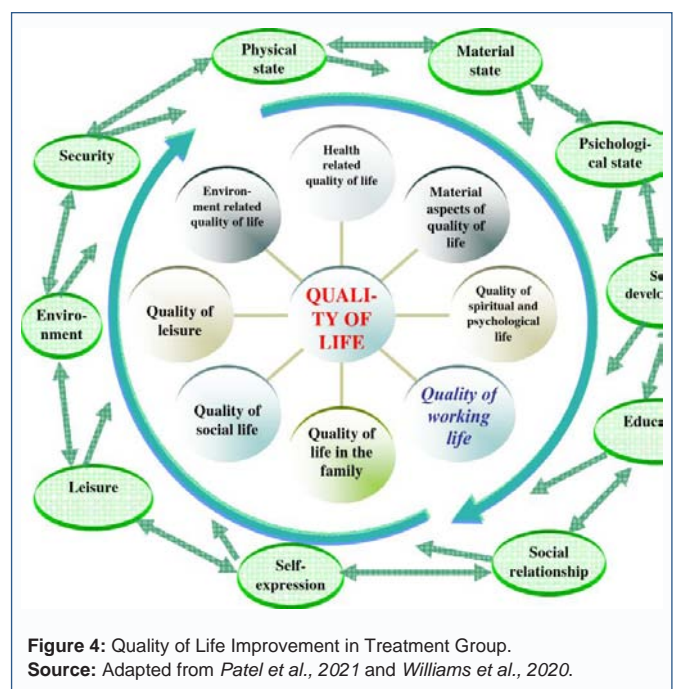 Physical
state
Material
state
Psichologi-
cal state
develo
Educa
Social
relationship
Self-
expression
Leisure
Environ-
ment
Security
Health
related
quality of life
Material
aspects of
quality of
life
Quality of
spiritual and
psychological
life
Quality of
working
life
Quality of
life in the
family
Quality of
social life
Quality of
leisure
Environ-
ment related
quality of life
QUALI-
TY OF
LIFE
Figure 4: Quality of Life Improvement in Treatment Group.
Source: Adapted from Patel et al., 2021 and Williams et al., 2020.